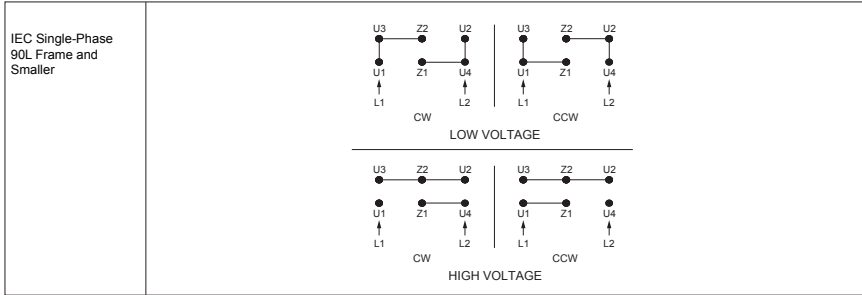 IEC Single-Phase
90L Frame and
Smaller
U3 Z2 U2 U3 Z2 U2
U1 Z1 U4 U1 Z1 U4
L1 L2 L1 L2
CW CCW
LOW VOLTAGE
U3 Z2 U2 U3 Z2 U2
U1 Z1 U4 U1 Z1 U4
L1 L2 L1 L2
CW CCW
HIGH VOLTAGE